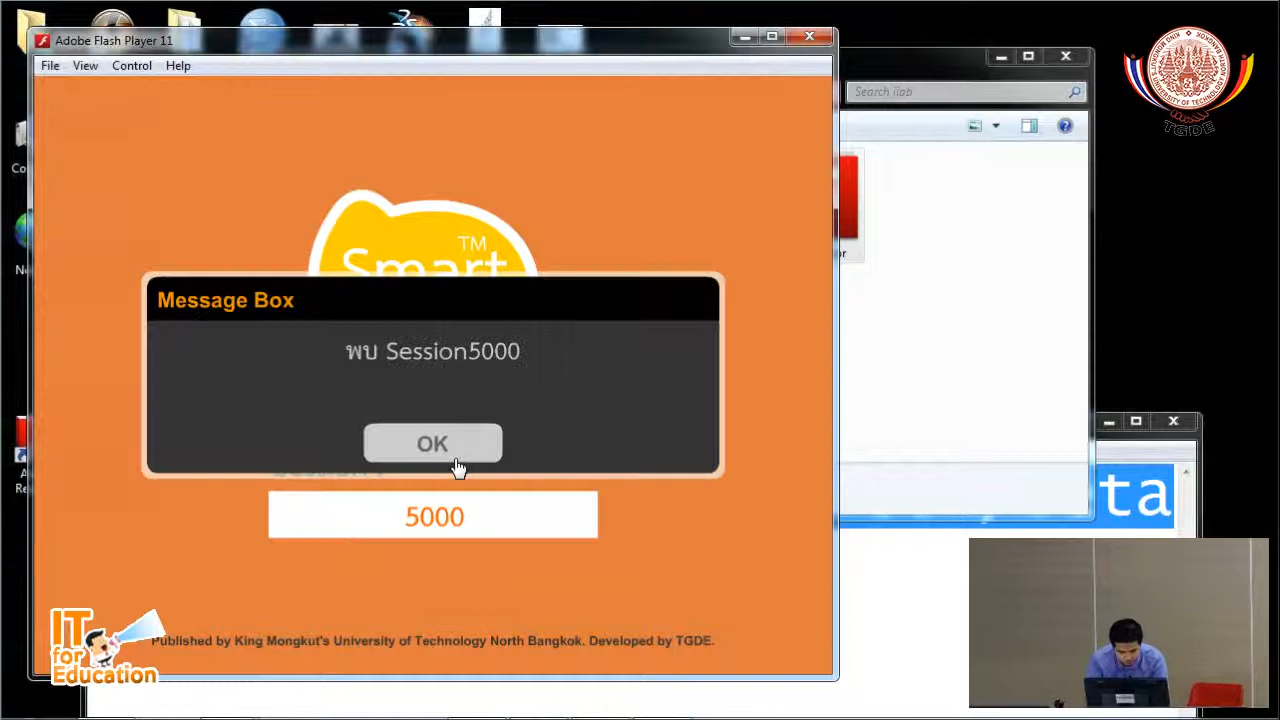 Adobe Flash Player 11
File View Control Help
Search iiab
TGDE
TM
Smart
Message Box
พบ Session5000
OK
5000
ta
Published by King Mongkut's University of Technology North Bangkok. Developed by TGDE.
IT
for
Education